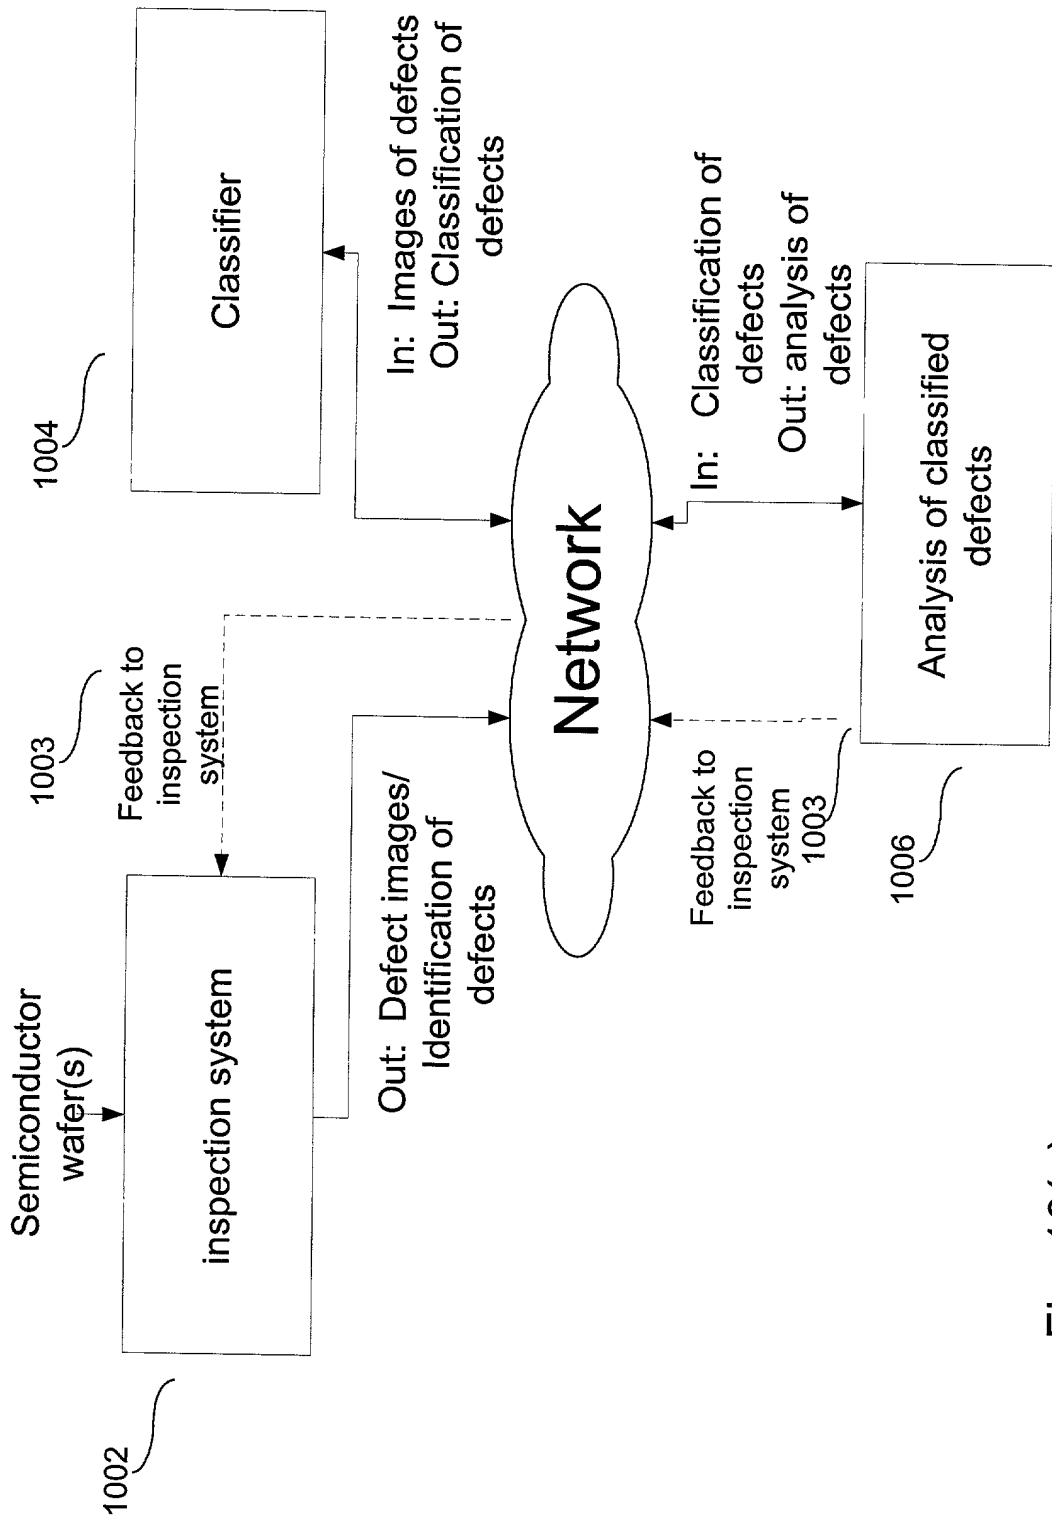 Semiconductor
wafer(s)
1002
inspection system
1003
Feedback to
inspection
system
1004
Classifier
Out: Defect images/
Identification of
defects
In: Images of defects
Out: Classification of
defects
Network
Feedback to
inspection
system
1003
In: Classification of
defects
Out: analysis of
defects
1006
Analysis of classified
defects